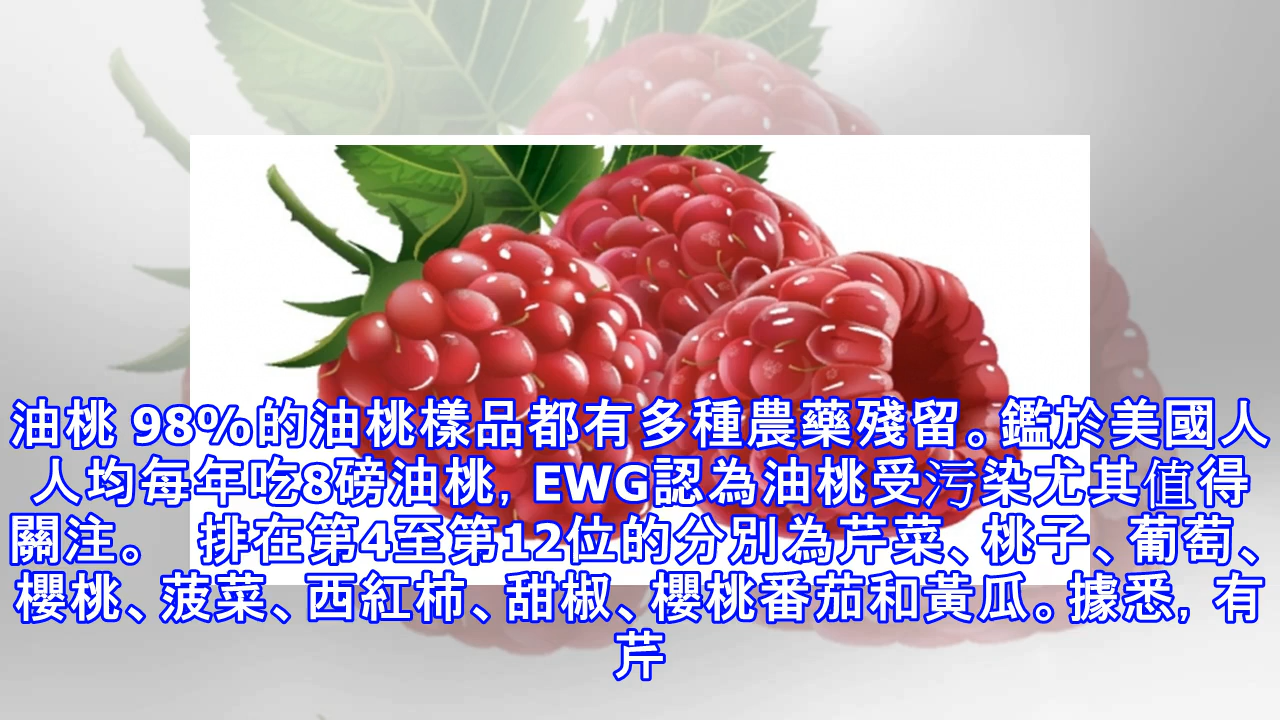 油桃 98%的油桃樣品都有多種農藥殘留。鑑於美國人
人均每年吃8磅油桃, EWG認為油桃受污染尤其值得
關注。 排在第4至第12位的分別為芹菜、桃子、葡萄、
櫻桃、菠菜、西紅柿、甜椒、櫻桃番茄和黃瓜。據悉, 有
芹